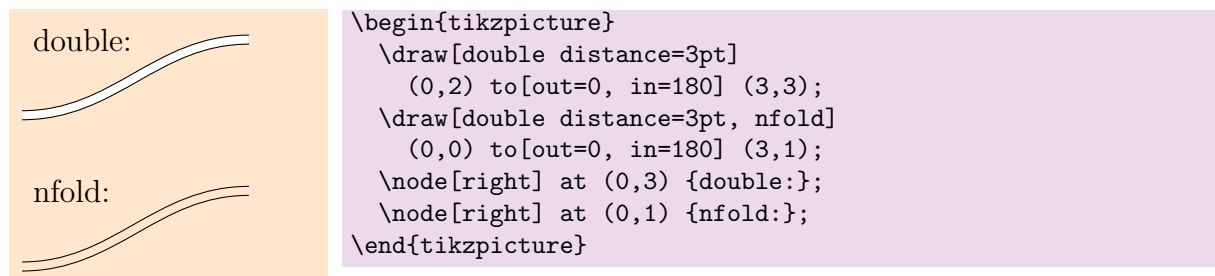 double:
nfold:
\begin{tikzpicture}
  \draw[double distance=3pt]
    (0,2) to[out=0, in=180] (3,3);
  \draw[double distance=3pt, nfold]
    (0,0) to[out=0, in=180] (3,1);
  \node[right] at (0,3) {double:};
  \node[right] at (0,1) {nfold:};
\end{tikzpicture}